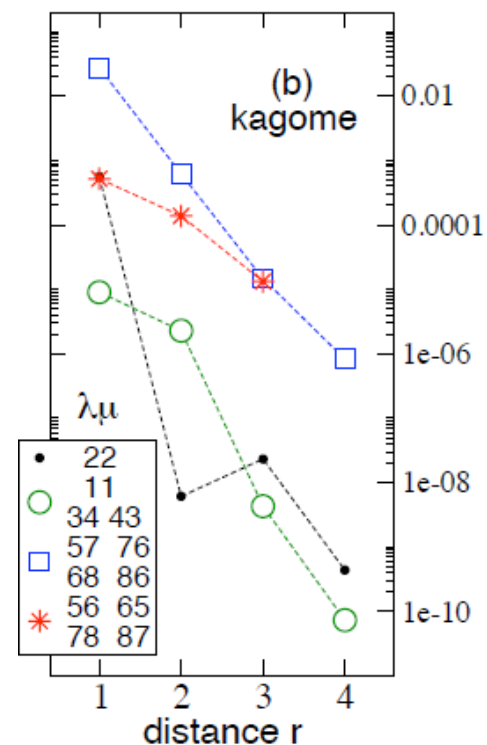 (b)
kagome
0.01
0.0001
1e-06
1e-08
1e-10
λμ
22
11
34 43
57 76
68 86
56 65
78 87
1 2 3 4
distance r